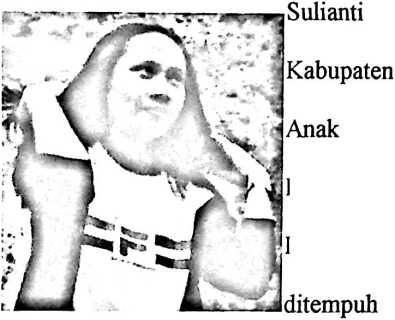 Sulianti
Kabupaten
Anak
l
I
ditempuh